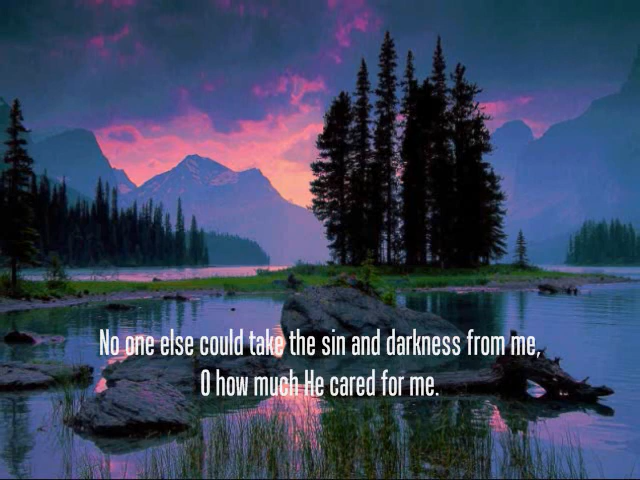 No one else could take the sin and darkness from me,
O how much He cared for me.